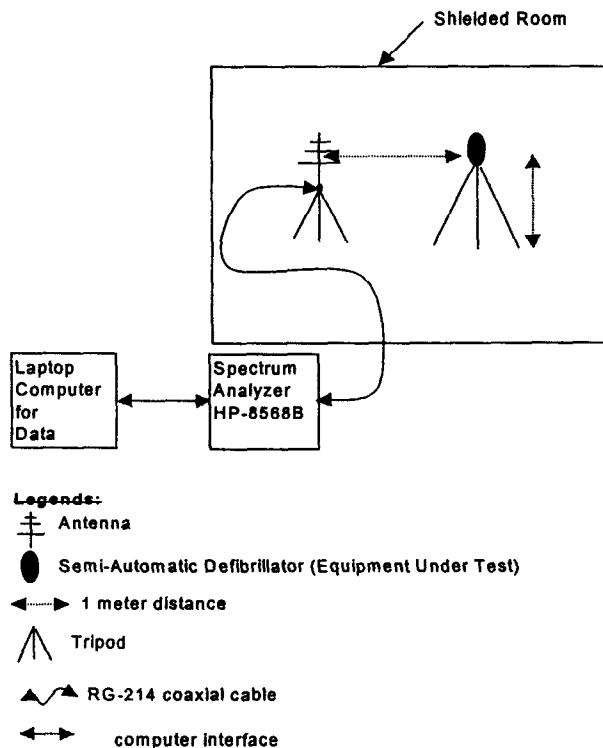 Shielded Room
Laptop
Computer
for
Data
Spectrum
Analyzer
HP-8568B
Legends:
Antenna
Semi-Automatic Defibrillator (Equipment Under Test)
1 meter distance
Tripod
RG-214 coaxial cable
computer interface